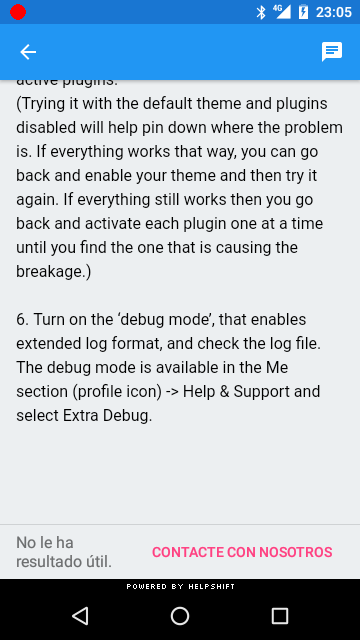 4G 23:05
active plugins.
(Trying it with the default theme and plugins
disabled will help pin down where the problem
is. If everything works that way, you can go
back and enable your theme and then try it
again. If everything still works then you go
back and activate each plugin one at a time
until you find the one that is causing the
breakage.)
6. Turn on the ‘debug mode’, that enables
extended log format, and check the log file.
The debug mode is available in the Me
section (profile icon) -> Help & Support and
select Extra Debug.
No le ha
resultado útil.
CONTACTE CON NOSOTROS
POWERED BY HELPSHIFT